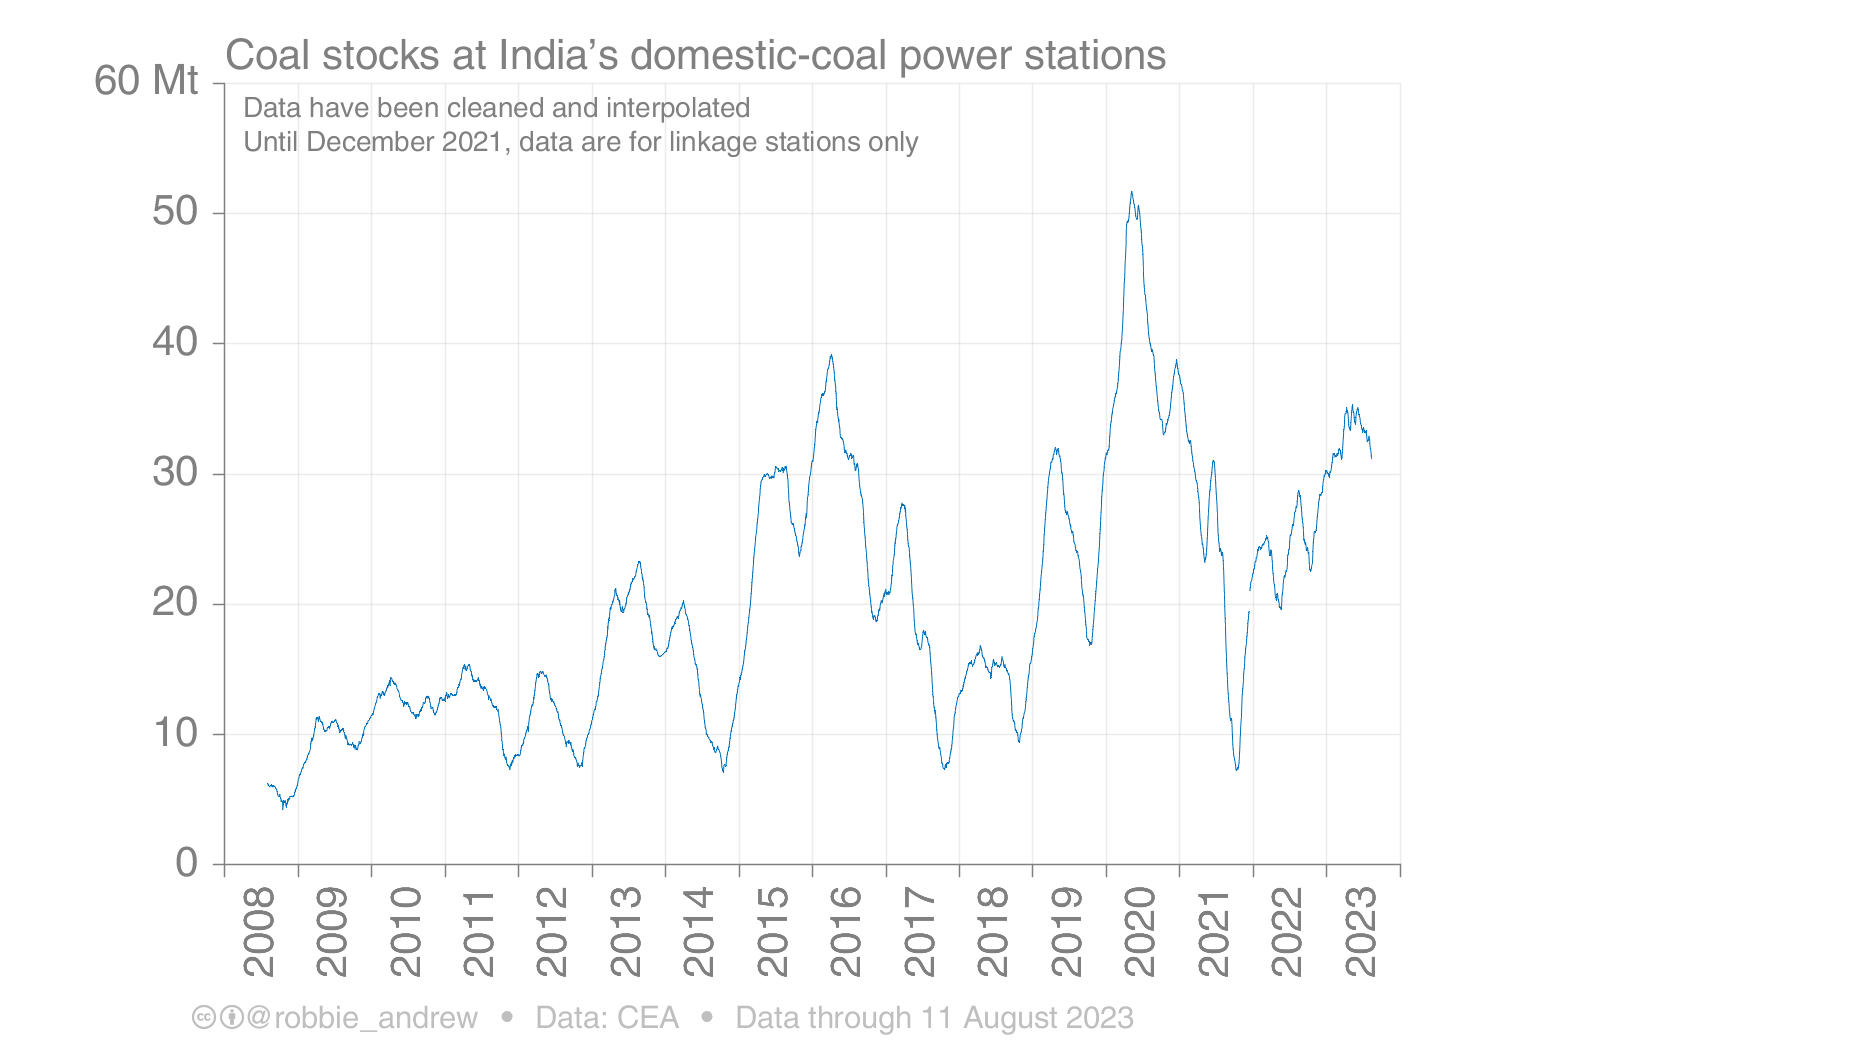 Coal stocks at India’s domestic-coal power stations
60 Mt
Data have been cleaned and interpolated
Until December 2021, data are for linkage stations only
50
40
30
20
10
0
2008 2009 2010 2011 2012 2013 2014 2015 2016 2017 2018 2019 2020 2021 2022 2023
@robbie_andrew • Data: CEA • Data through 11 August 2023